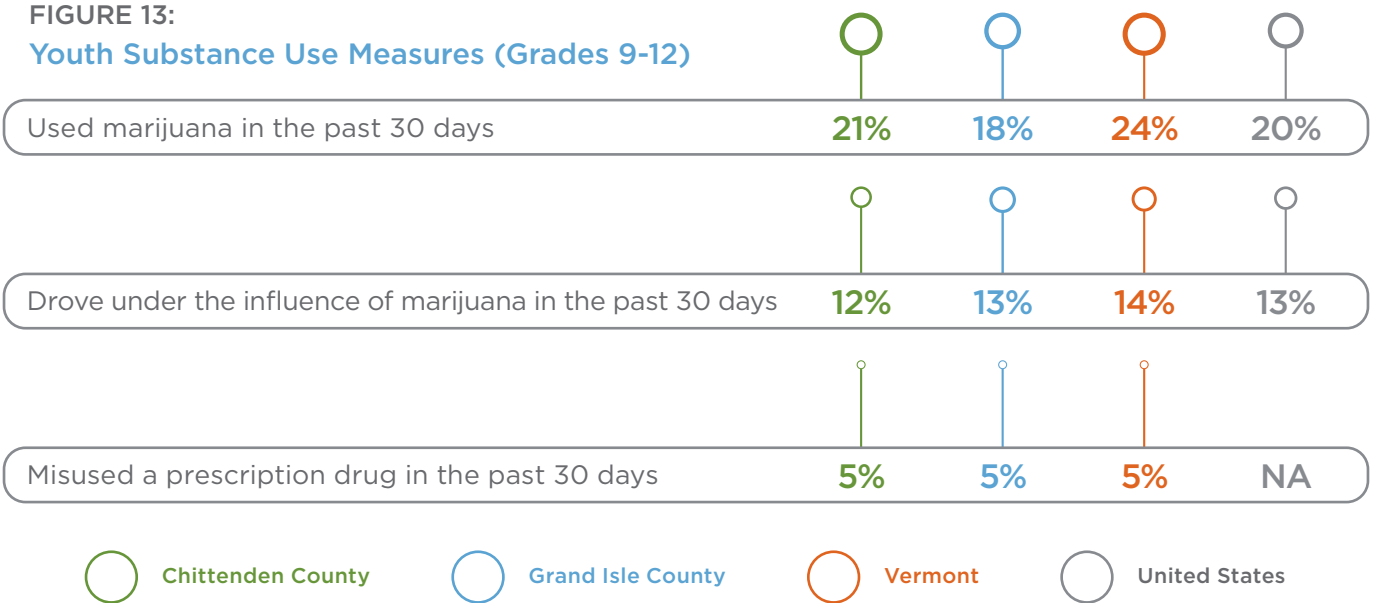 FIGURE 13:
Youth Substance Use Measures (Grades 9-12)
Used marijuana in the past 30 days 21% 18% 24% 20%
Drove under the influence of marijuana in the past 30 days 12% 13% 14% 13%
Misused a prescription drug in the past 30 days 5% 5% 5% NA
Chittenden County Grand Isle County Vermont United States